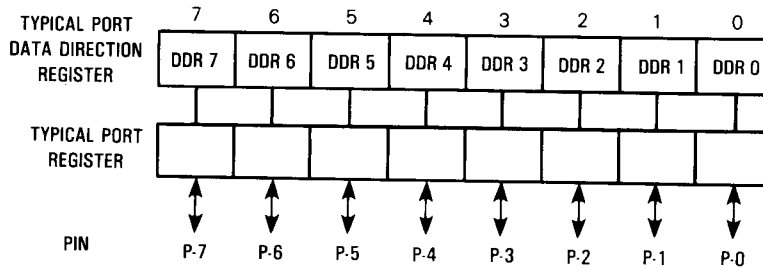 TYPICAL PORT
DATA DIRECTION
REGISTER
7 6 5 4 3 2 1 0
DDR 7 DDR 6 DDR 5 DDR 4 DDR 3 DDR 2 DDR 1 DDR 0
TYPICAL PORT
REGISTER
PIN P-7 P-6 P-5 P-4 P-3 P-2 P-1 P-0